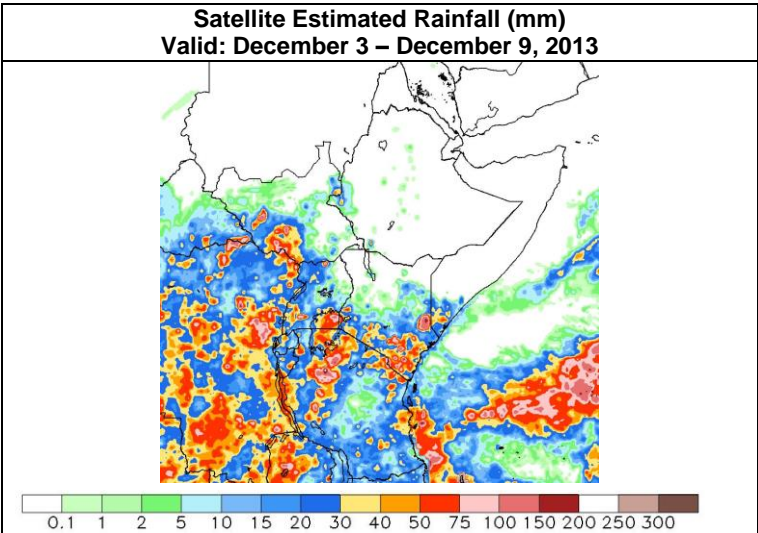 Satellite Estimated Rainfall (mm)
Valid: December 3 – December 9, 2013
0.1 1 2 5 10 15 20 30 40 50 75 100 150 200 250 300